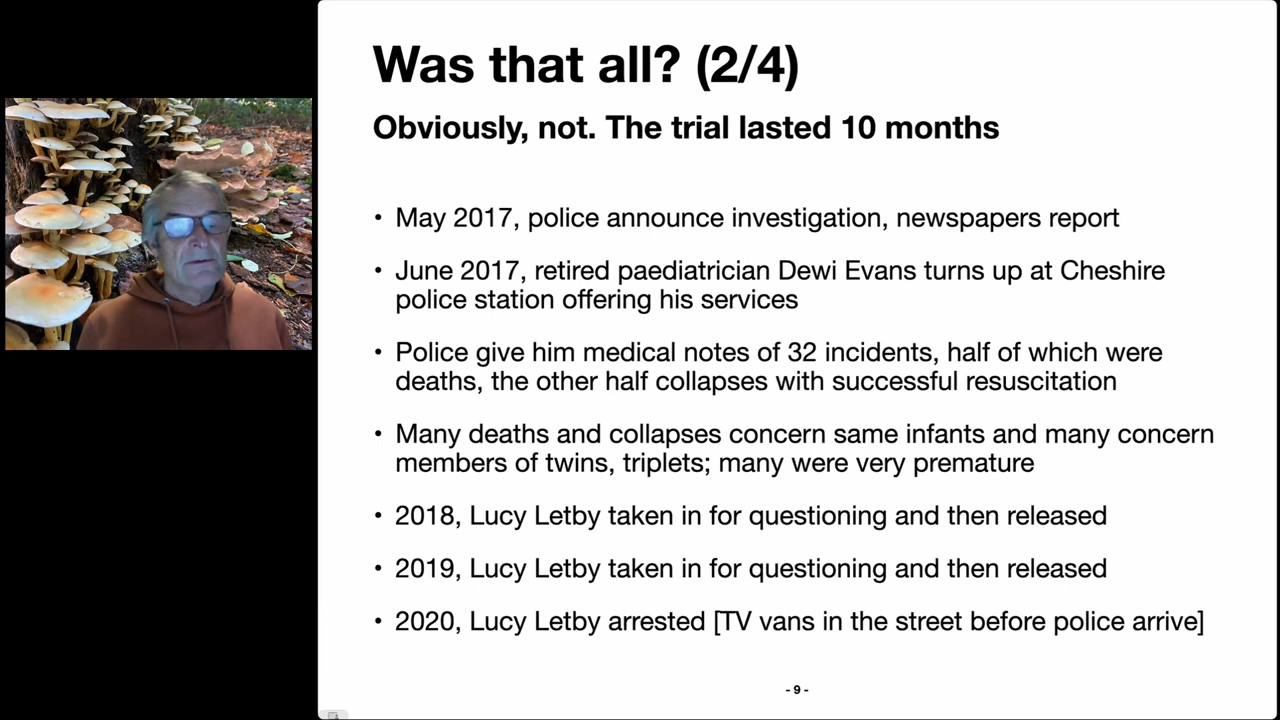 Was that all? (2/4)
Obviously, not. The trial lasted 10 months
• May 2017, police announce investigation, newspapers report
• June 2017, retired paediatrician Dewi Evans turns up at Cheshire
police station offering his services
• Police give him medical notes of 32 incidents, half of which were
deaths, the other half collapses with successful resuscitation
• Many deaths and collapses concern same infants and many concern
members of twins, triplets; many were very premature
• 2018, Lucy Letby taken in for questioning and then released
• 2019, Lucy Letby taken in for questioning and then released
• 2020, Lucy Letby arrested [TV vans in the street before police arrive]
- 9 -